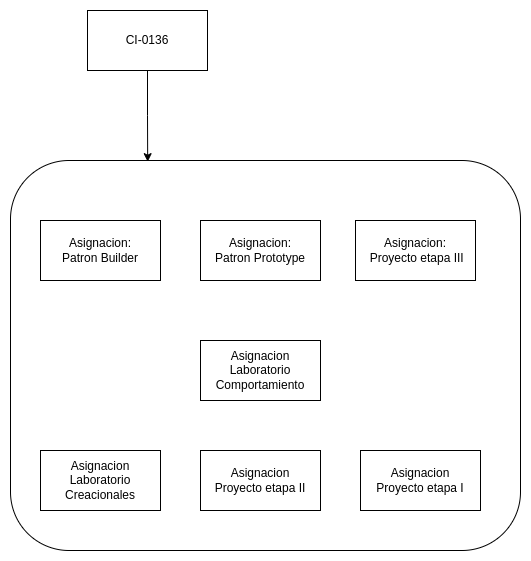 CI-0136
Asignacion:
Patron Builder
Asignacion:
Patron Prototype
Asignacion:
Proyecto etapa III
Asignacion
Laboratorio
Comportamiento
Asignacion
Laboratorio
Creacionales
Asignacion
Proyecto etapa II
Asignacion
Proyecto etapa I